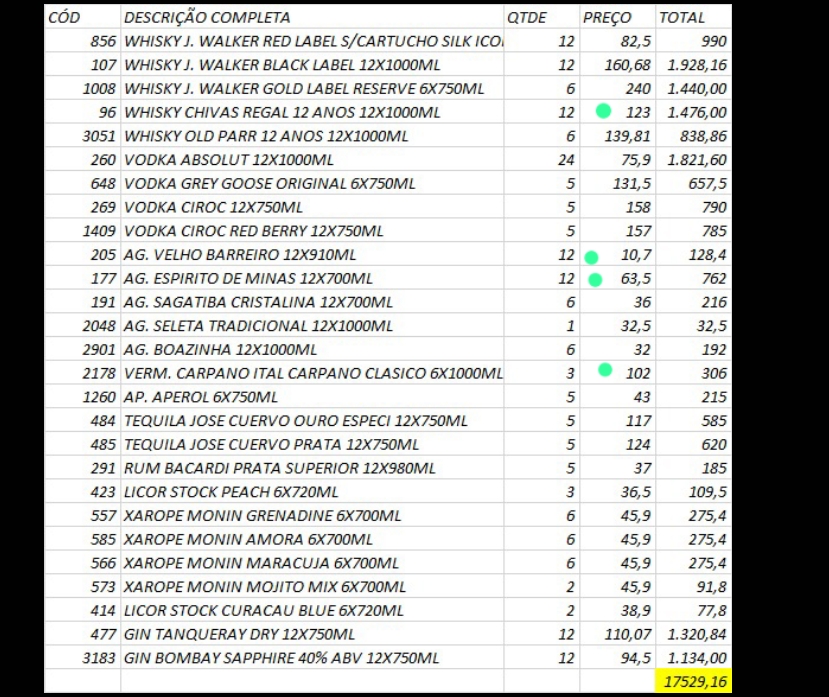 CÓD DESCRIÇÃO COMPLETA QTDE PREÇO TOTAL
856 WHISKY J. WALKER RED LABEL S/CARTUCHO SILK ICO 12 82,5 990
107 WHISKY J. WALKER BLACK LABEL 12X1000ML 12 160,68 1.928,16
1008 WHISKY J. WALKER GOLD LABEL RESERVE 6X750ML 6 240 1.440,00
96 WHISKY CHIVAS REGAL 12 ANOS 12X1000ML 12 123 1.476,00
3051 WHISKY OLD PARR 12 ANOS 12X1000ML 6 139,81 838,86
260 VODKA ABSOLUT 12X1000ML 24 75,9 1.821,60
648 VODKA GREY GOOSE ORIGINAL 6X750ML 5 131,5 657,5
269 VODKA CIROC 12X750ML 5 158 790
1409 VODKA CIROC RED BERRY 12X750ML 5 157 785
205 AG. VELHO BARREIRO 12X910ML 12 10,7 128,4
177 AG. ESPIRITO DE MINAS 12X700ML 12 63,5 762
191 AG. SAGATIBA CRISTALINA 12X700ML 6 36 216
2048 AG. SELETA TRADICIONAL 12X1000ML 1 32,5 32,5
2901 AG. BOAZINHA 12X1000ML 6 32 192
2178 VERM. CARPANO ITAL CARPANO CLASICO 6X1000ML 3 102 306
1260 AP. APEROL 6X750ML 5 43 215
484 TEQUILA JOSE CUERVO OURO ESPECI 12X750ML 5 117 585
485 TEQUILA JOSE CUERVO PRATA 12X750ML 5 124 620
291 RUM BACARDI PRATA SUPERIOR 12X980ML 5 37 185
423 LICOR STOCK PEACH 6X720ML 3 36,5 109,5
557 XAROPE MONIN GRENADINE 6X700ML 6 45,9 275,4
585 XAROPE MONIN AMORA 6X700ML 6 45,9 275,4
566 XAROPE MONIN MARACUJA 6X700ML 6 45,9 275,4
573 XAROPE MONIN MOJITO MIX 6X700ML 2 45,9 91,8
414 LICOR STOCK CURACAU BLUE 6X720ML 2 38,9 77,8
477 GIN TANQUERAY DRY 12X750ML 12 110,07 1.320,84
3183 GIN BOMBAY SAPPHIRE 40% ABV 12X750ML 12 94,5 1.134,00
17529,16